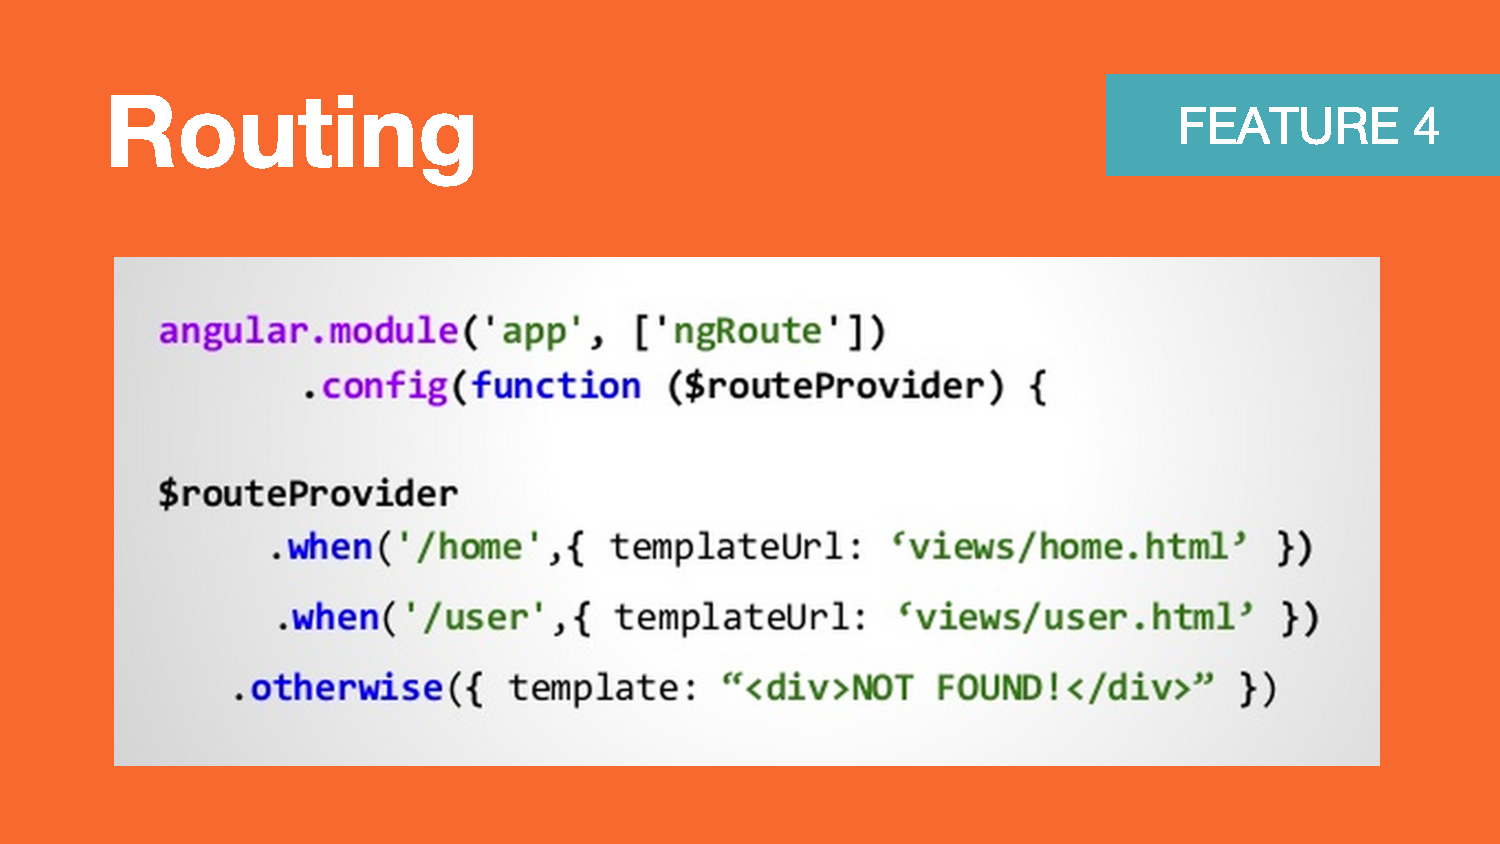 Routing
FEATURE 4
angular.module('app', ['ngRoute'])
.config(function ($routeProvider) {
$routeProvider
.when('/home',{ templateUrl: ‘views/home.html’ })
.when('/user',{ templateUrl: ‘views/user.html’ })
.otherwise({ template: “<div>NOT FOUND!</div>” })